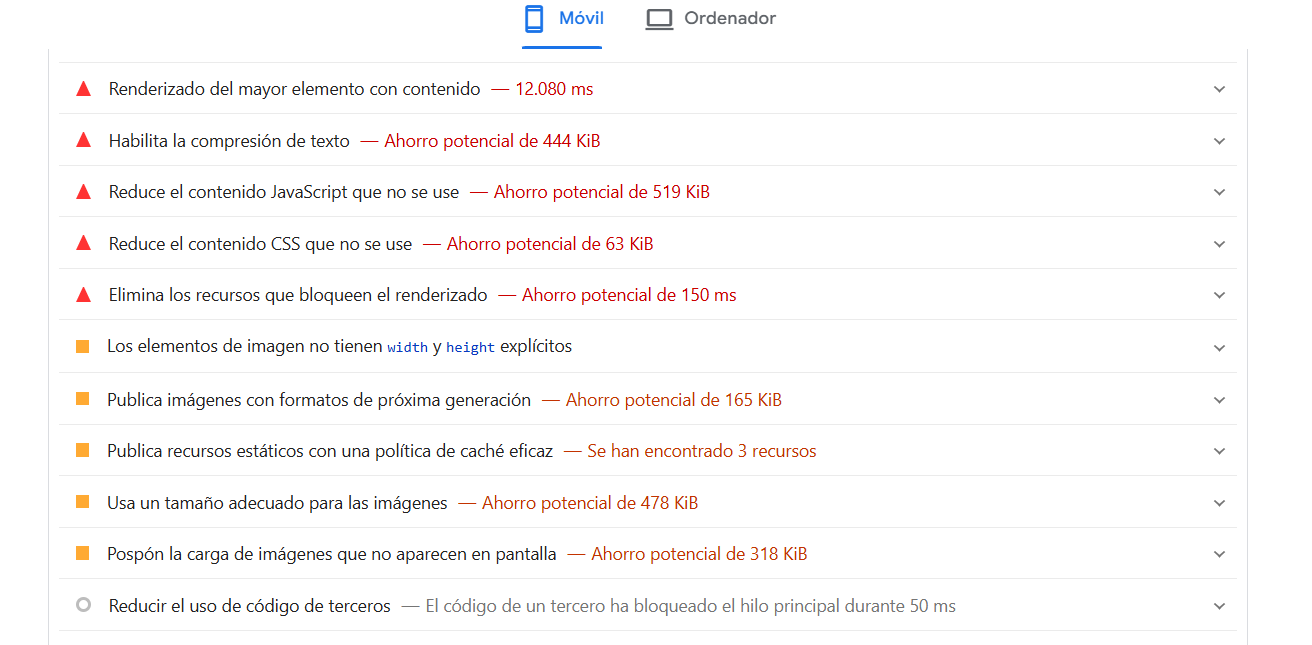 Móvil
Ordenador
Renderizado del mayor elemento con contenido — 12.080 ms
Habilita la compresión de texto — Ahorro potencial de 444 KiB
Reduce el contenido JavaScript que no se use — Ahorro potencial de 519 KiB
Reduce el contenido CSS que no se use — Ahorro potencial de 63 KiB
Elimina los recursos que bloqueen el renderizado — Ahorro potencial de 150 ms
Los elementos de imagen no tienen width y height explícitos
Publica imágenes con formatos de próxima generación — Ahorro potencial de 165 KiB
Publica recursos estáticos con una política de caché eficaz — Se han encontrado 3 recursos
Usa un tamaño adecuado para las imágenes — Ahorro potencial de 478 KiB
Pospón la carga de imágenes que no aparecen en pantalla — Ahorro potencial de 318 KiB
Reducir el uso de código de terceros — El código de un tercero ha bloqueado el hilo principal durante 50 ms